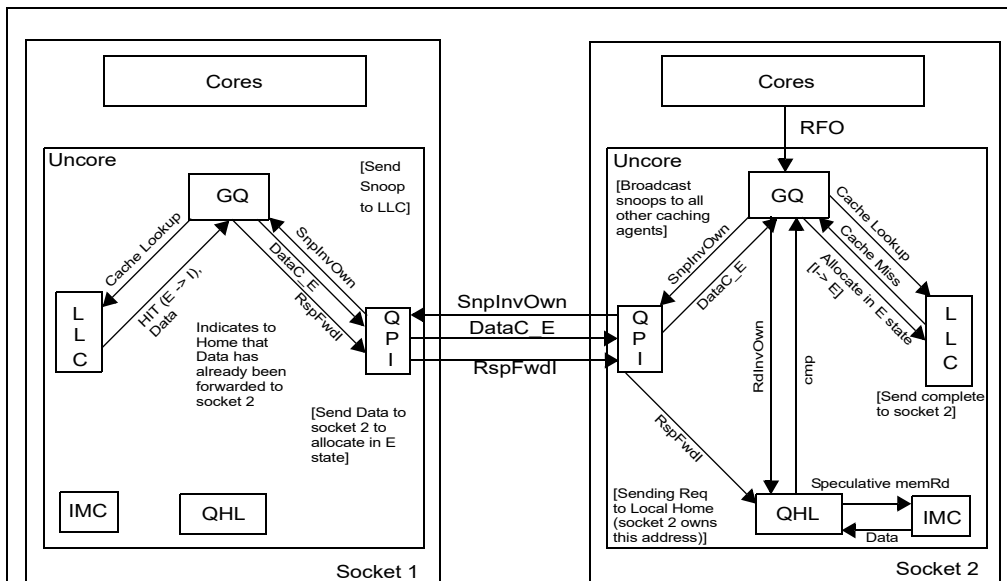 Cores
Uncore
[Send
Snoop
to LLC]
GQ
Cache Lookup
HIT (E -> I),
Data
SnpInvOwn
DataC_E
RspFwdI
L
L
C
Q
P
I
Indicates to
Home that
Data has
already been
forwarded to
socket 2
[Send Data to
socket 2 to
allocate in E
state]
IMC
QHL
Socket 1
SnpInvOwn
DataC_E
RspFwdI
Cores
RFO
Uncore
[Broadcast
snoops to all
other caching
agents]
GQ
Cache Lookup
Cache Miss
Allocate in E state
[I-> E]
SnpInvOwn
DataC_E
Q
P
I
L
L
C
RspFwdI
RdInvOwn
cmp
[Send complete
to socket 2]
[Sending Req
to Local Home
(socket 2 owns
this address)]
QHL
Speculative memRd
Data
IMC
Socket 2